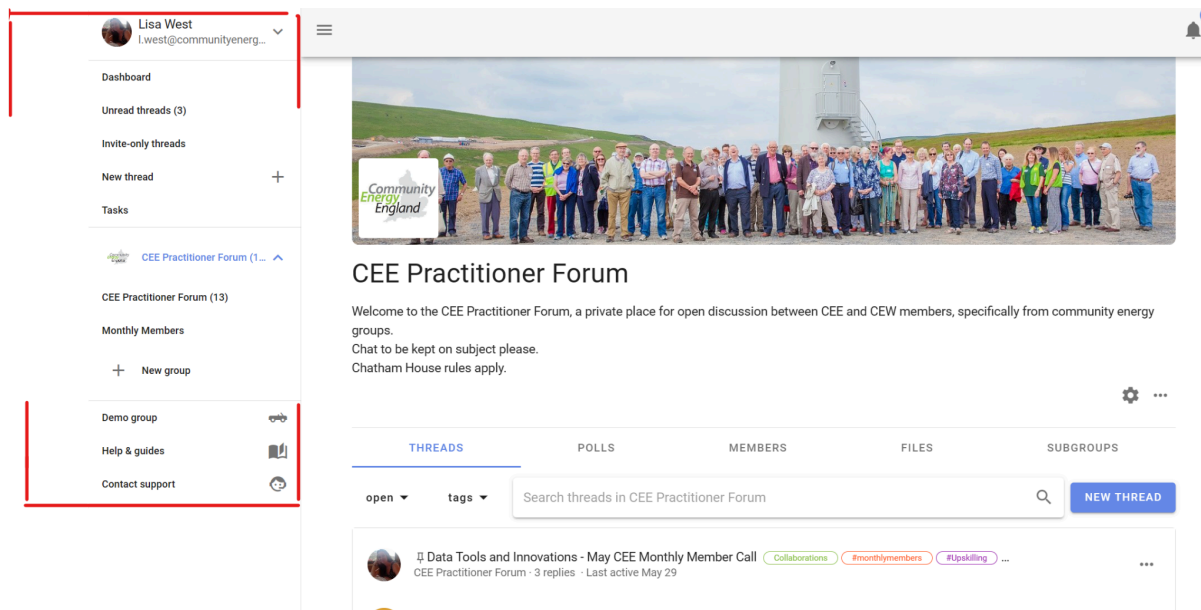 Lisa West
l.west@communityenerg...
Dashboard
Unread threads (3)
Invite-only threads
New thread
Tasks
CEE Practitioner Forum (1...
CEE Practitioner Forum (13)
Monthly Members
New group
Demo group
Help & guides
Contact support
Community
Energy
England
CEE Practitioner Forum
Welcome to the CEE Practitioner Forum, a private place for open discussion between CEE and CEW members, specifically from community energy
groups.
Chat to be kept on subject please.
Chatham House rules apply.
THREADS POLLS MEMBERS FILES SUBGROUPS
open tags Search threads in CEE Practitioner Forum NEW THREAD
Data Tools and Innovations - May CEE Monthly Member Call Collaborations #monthlymembers #Upskilling ...
CEE Practitioner Forum · 3 replies · Last active May 29